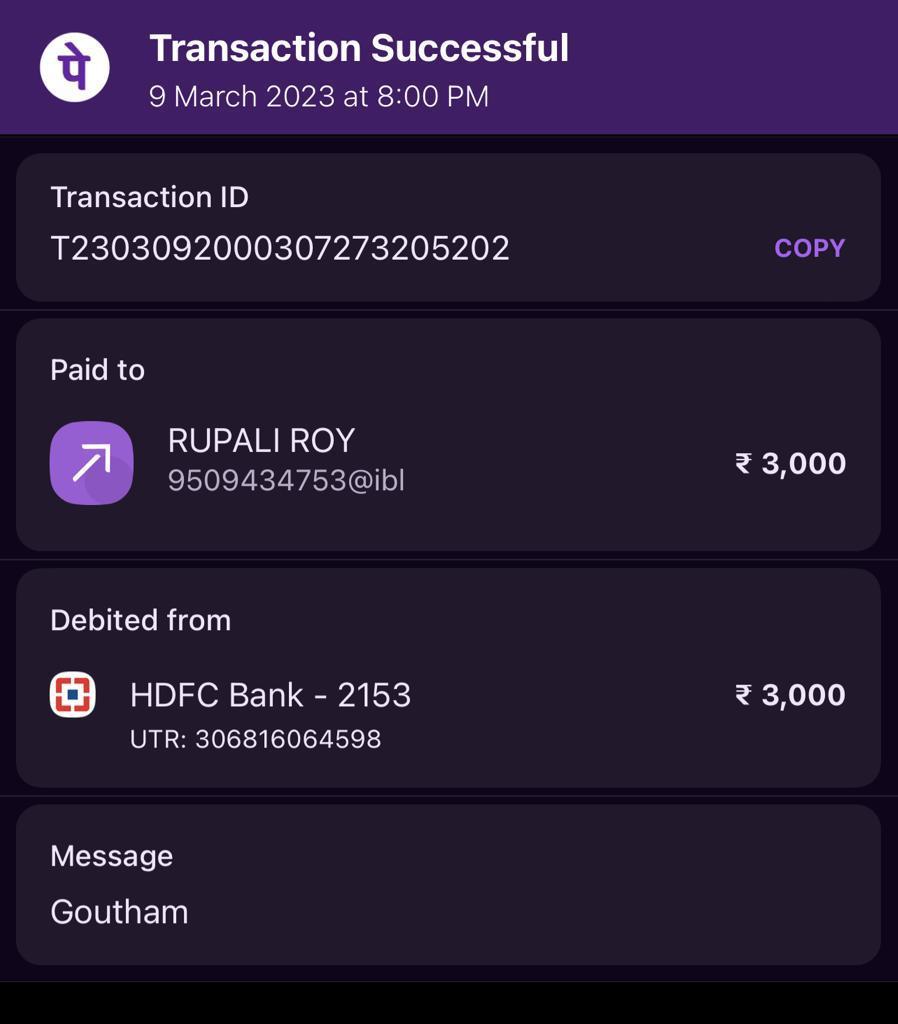 पे
Transaction Successful
9 March 2023 at 8:00 PM
Transaction ID
T2303092000307273205202
COPY
Paid to
RUPALI ROY
9509434753@ibl
₹ 3,000
Debited from
HDFC Bank - 2153
₹ 3,000
UTR: 306816064598
Message
Goutham